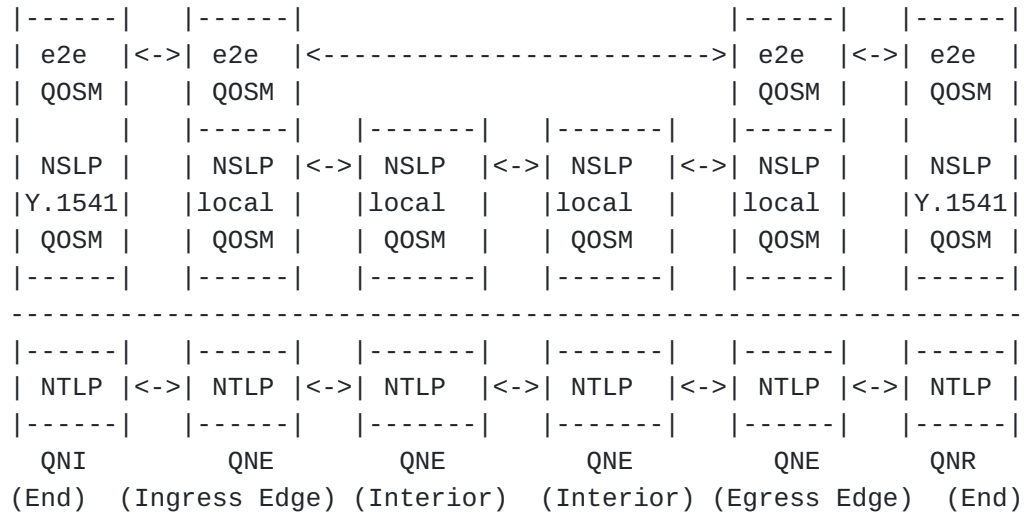 |------|   |------|                           |------|   |------|
| e2e  |<->| e2e  |<------------------------->| e2e  |<->| e2e  |
| QOSM |   | QOSM |                           | QOSM |   | QOSM |
|      |   |------|   |-------|   |-------|   |------|   |      |
| NSLP |   | NSLP |<->| NSLP  |<->| NSLP  |<->| NSLP |   | NSLP |
|Y.1541|   |local |   |local  |   |local  |   |local |   |Y.1541|
| QOSM |   | QOSM |   | QOSM  |   | QOSM  |   | QOSM |   | QOSM |
|------|   |------|   |-------|   |-------|   |------|   |------|
-----------------------------------------------------------------
|------|   |------|   |-------|   |-------|   |------|   |------|
| NTLP |<->| NTLP |<->| NTLP  |<->| NTLP  |<->| NTLP |<->| NTLP |
|------|   |------|   |-------|   |-------|   |------|   |------|
  QNI         QNE        QNE         QNE         QNE       QNR
(End)  (Ingress Edge) (Interior)  (Interior) (Egress Edge)  (End)